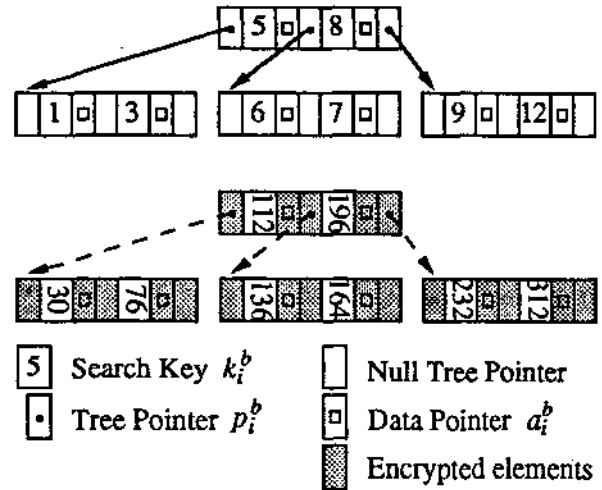 5 8
1 3 6 7 9 12
112 196
30 76 136 164 232 312
5 Search Key k_i^b Null Tree Pointer
Tree Pointer p_i^b Data Pointer a_i^b
Encrypted elements